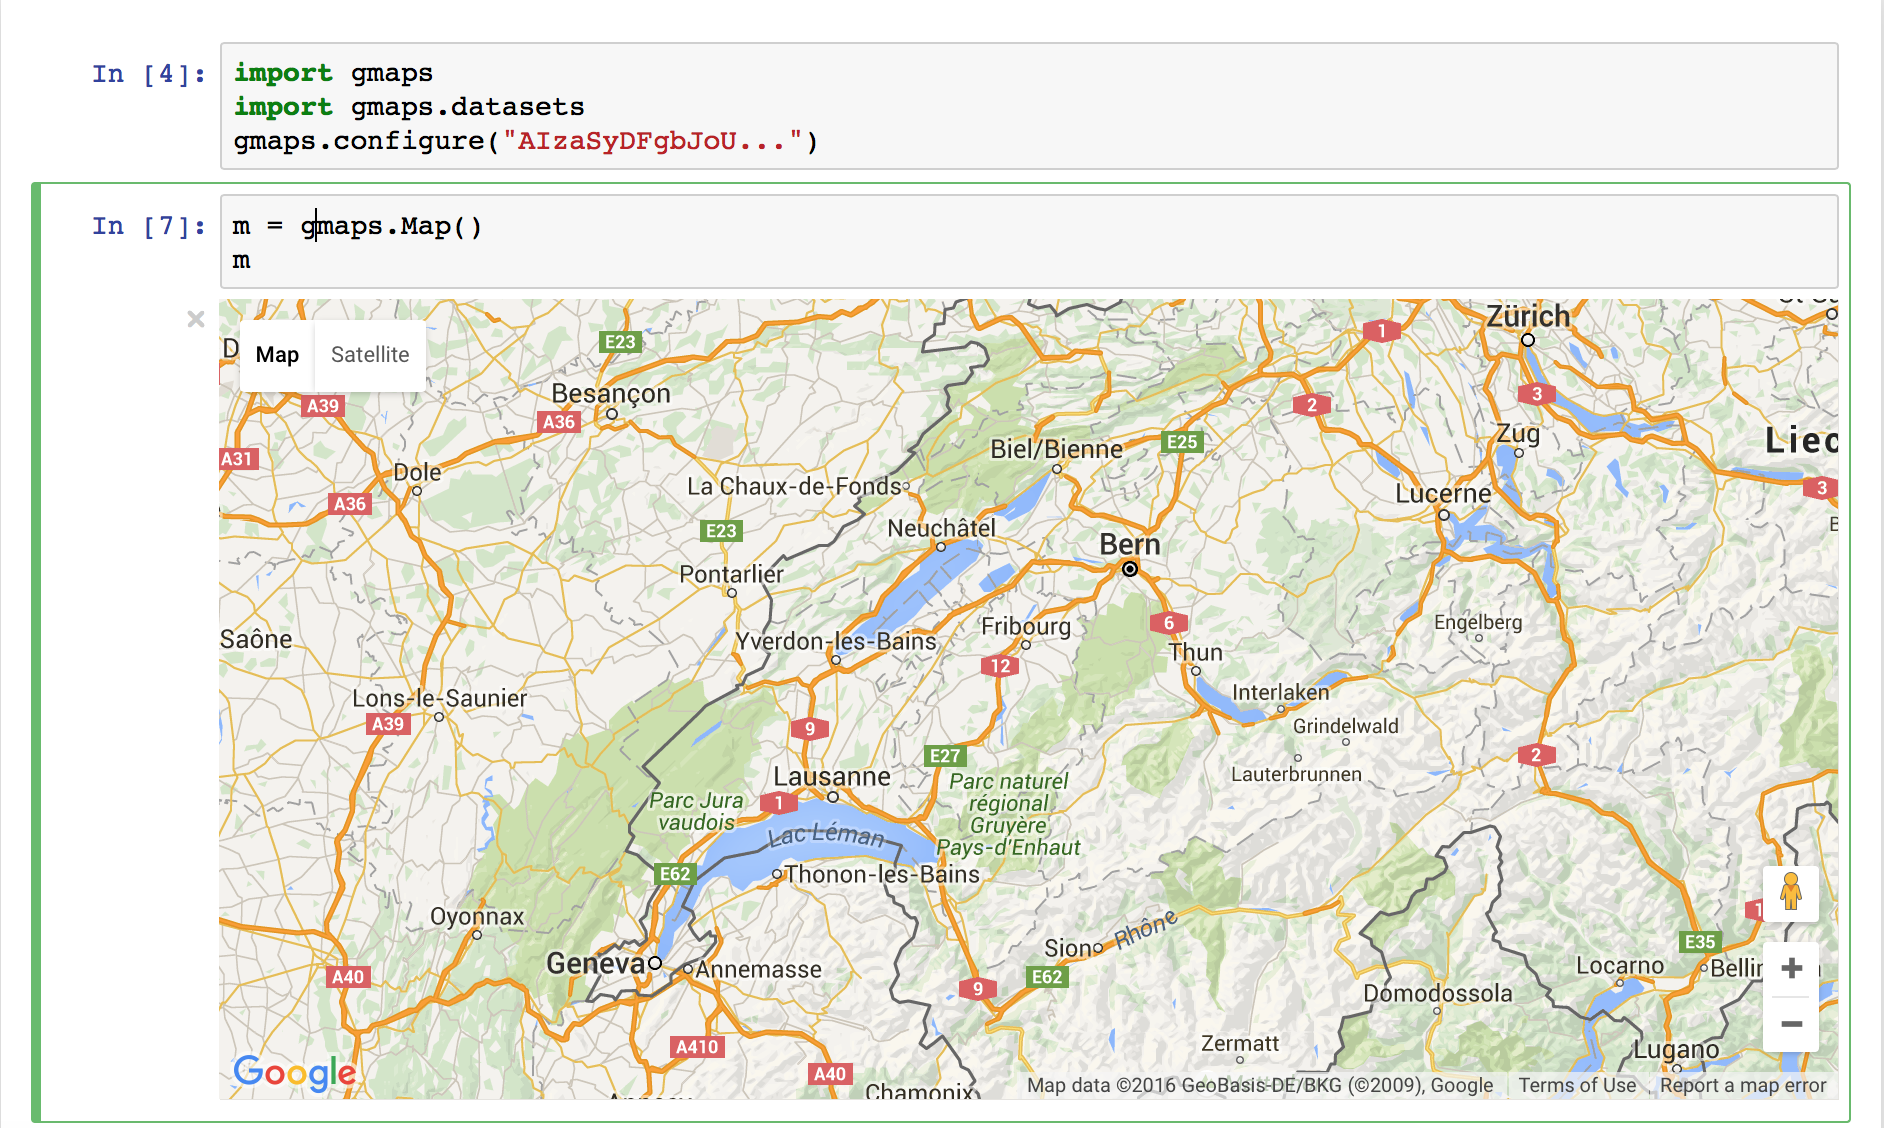 In [4]:
import gmaps
import gmaps.datasets
gmaps.configure("AIzaSyDFgbJoU...")
In [7]:
m = gmaps.Map()
m
Map
Satellite
Zürich
E23
1
Besançon
A39
A36
2
3
Zug
Liec
Biel/Bienne
E25
A31
Dole
La Chaux-de-Fonds
Lucerne
3
A36
E23
Neuchâtel
Bern
Pontarlier
Saône
Yverdon-les-Bains
Fribourg
6
Engelberg
12
Thun
Lons-le-Saunier
Interlaken
A39
9
Grindelwald
E27
2
Lausanne
Lauterbrunnen
Parc Jura
vaudois
1
Parc naturel
régional
Gruyère
Pays-d'Enhaut
Lac Léman
E62
Thonon-les-Bains
Oyonnax
1
Sion
Rhône
E35
Geneva
Annemasse
A40
9
E62
Locarno
Bellin
Domodossola
A410
Zermatt
Lugano
A40
Chamonix
Google
Map data ©2016 GeoBasis-DE/BKG (©2009), Google
Terms of Use
Report a map error